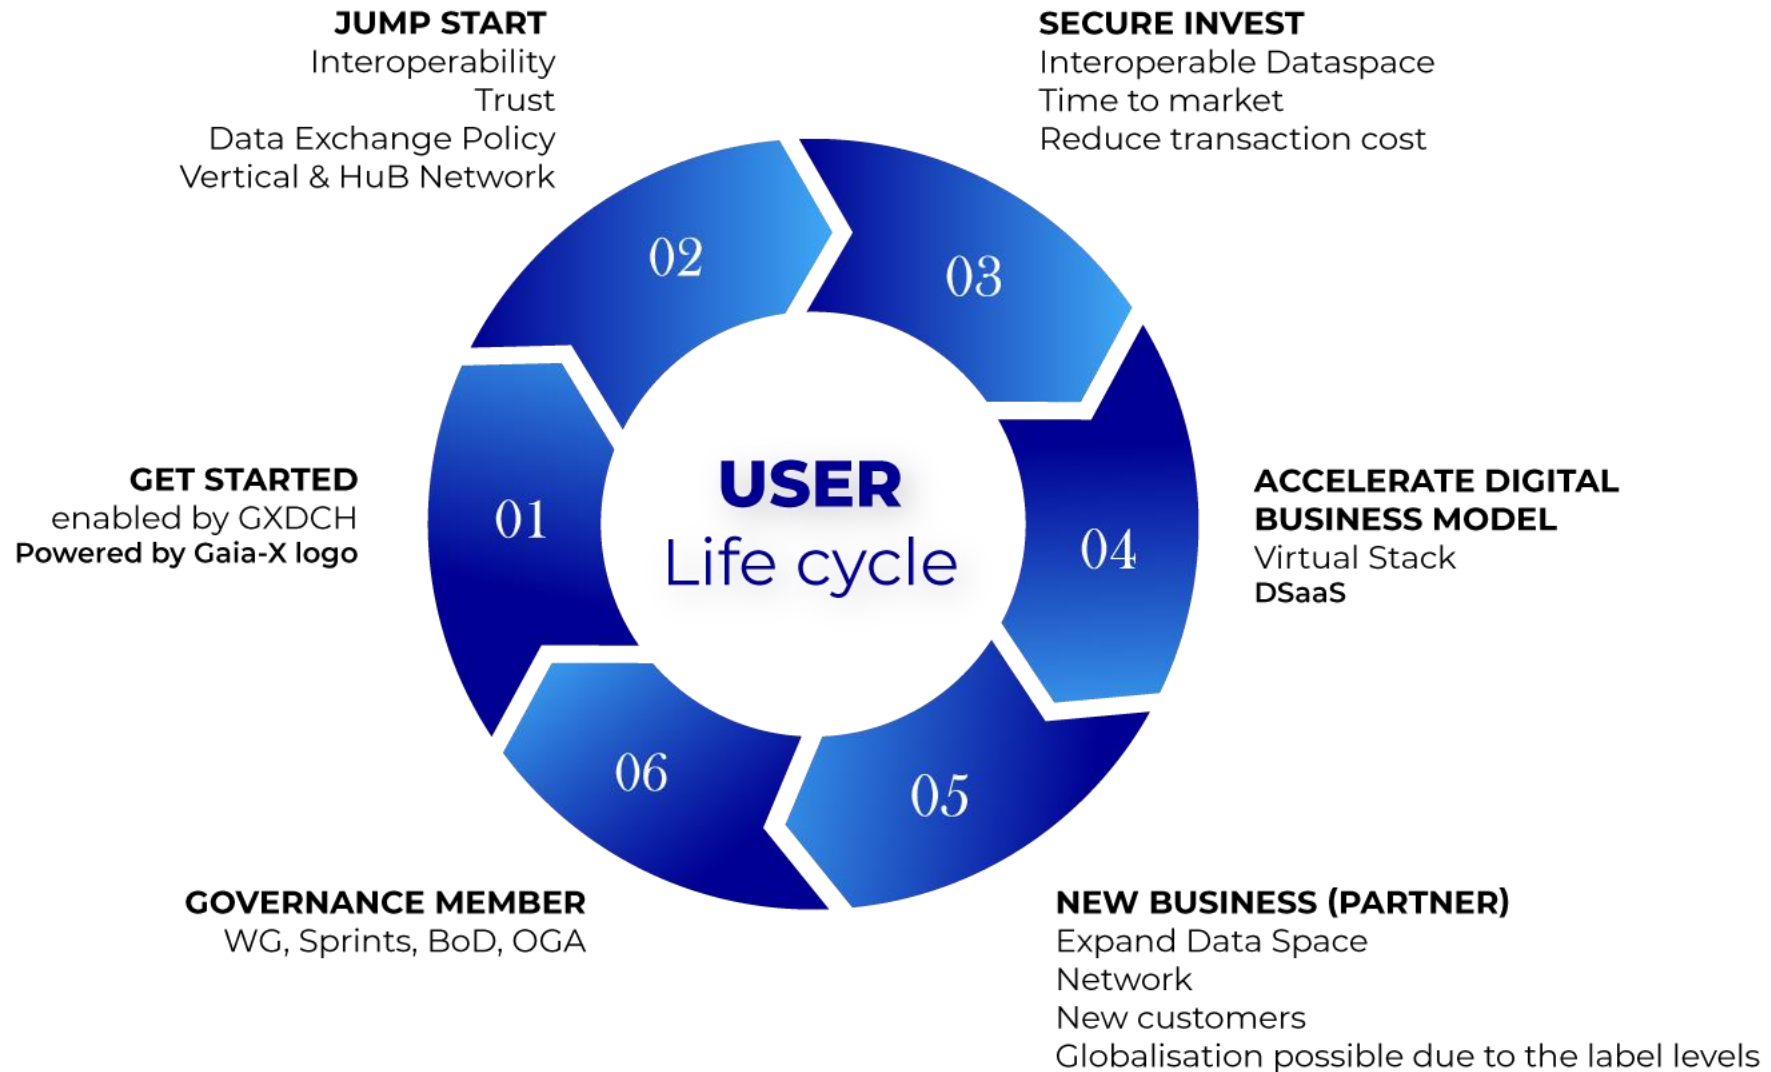 JUMP START
Interoperability
Trust
Data Exchange Policy
Vertical & HuB Network
SECURE INVEST
Interoperable Dataspace
Time to market
Reduce transaction cost
02
03
GET STARTED
enabled by GXDCH
Powered by Gaia-X logo
01
USER
Life cycle
04
ACCELERATE DIGITAL
BUSINESS MODEL
Virtual Stack
DSaaS
06
05
GOVERNANCE MEMBER
WG, Sprints, BoD, OGA
NEW BUSINESS (PARTNER)
Expand Data Space
Network
New customers
Globalisation possible due to the label levels